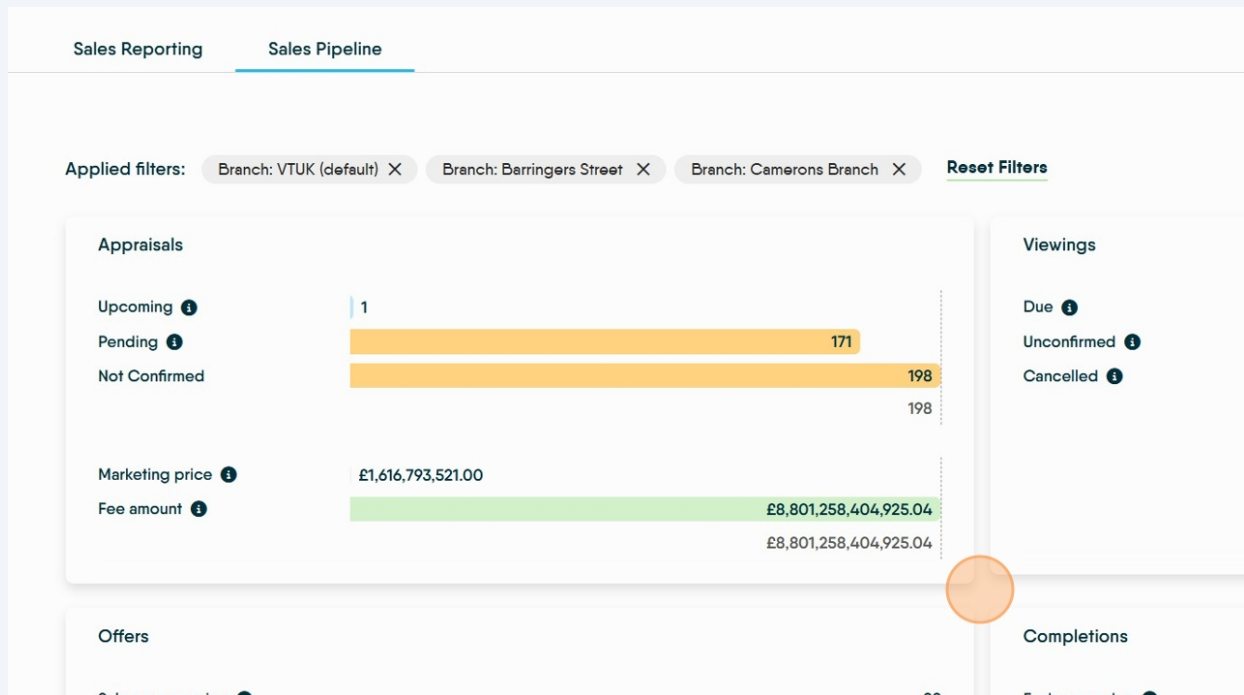 Sales Reporting Sales Pipeline
Applied filters: Branch: VTUK (default) Branch: Barringers Street Branch: Camerons Branch Reset Filters
Appraisals
Upcoming 1
Pending 171
Not Confirmed 198
198
Marketing price £1,616,793,521.00
Fee amount £8,801,258,404,925.04
£8,801,258,404,925.04
Viewings
Due
Unconfirmed
Cancelled
Offers
Completions